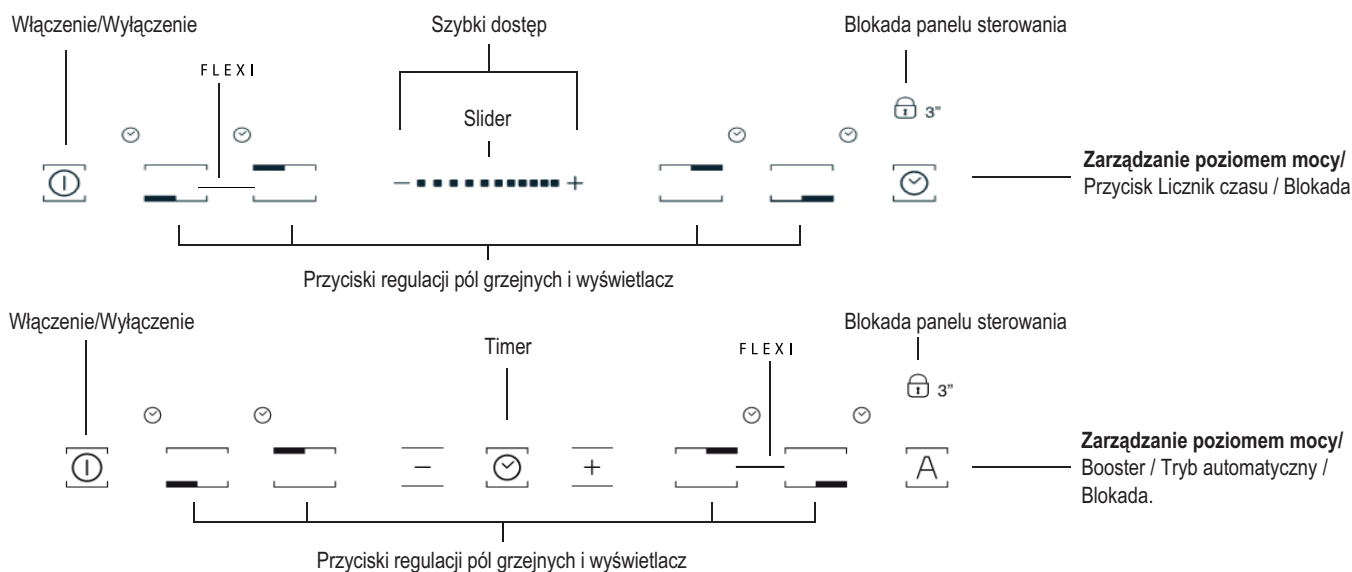 Włączenie/Wyłączenie
Szybki dostęp
Blokada panelu sterowania
FLEXI
Slider
3”
Zarządzanie poziomem mocy/
Przycisk Licznik czasu / Blokada
Przyciski regulacji pól grzejnych i wyświetlacz
Włączenie/Wyłączenie
Timer
FLEXI
Blokada panelu sterowania
3”
A
Zarządzanie poziomem mocy/
Booster / Tryb automatyczny /
Blokada.
Przyciski regulacji pól grzejnych i wyświetlacz